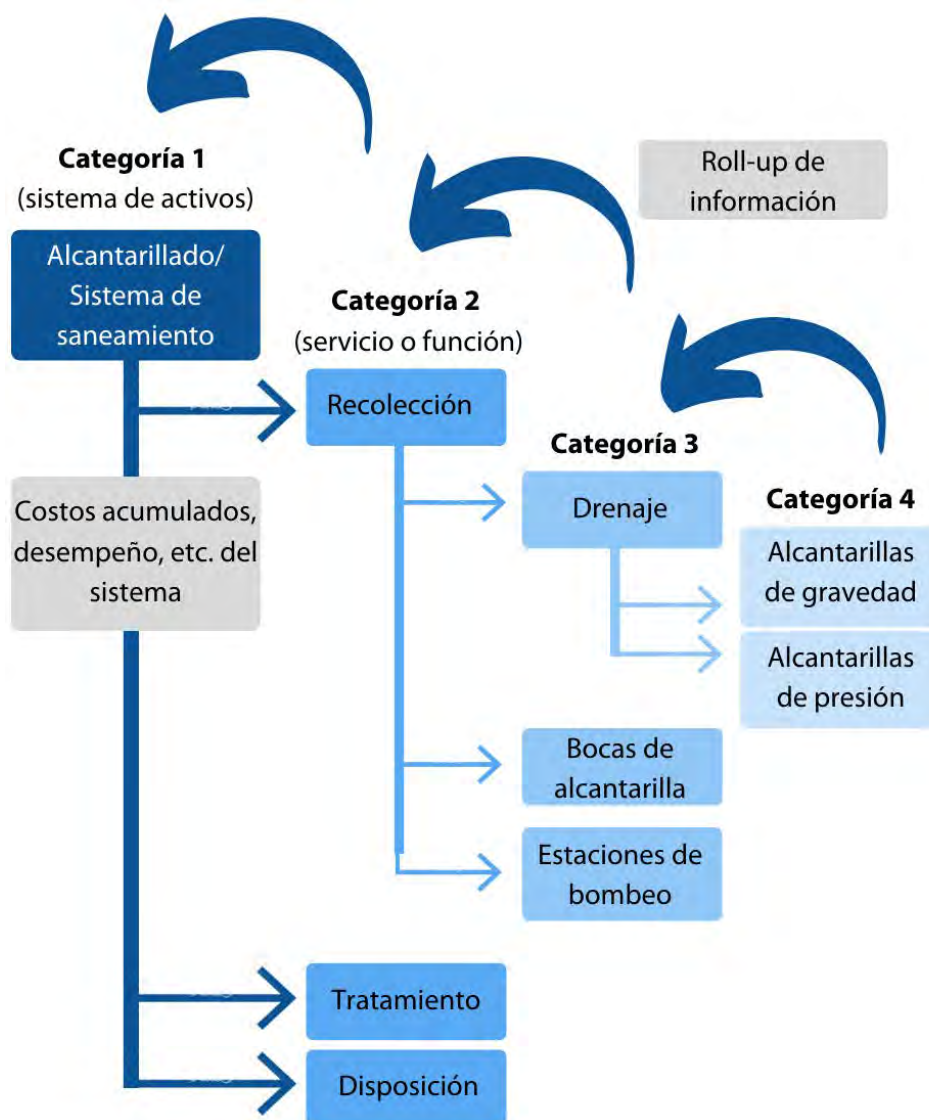 Categoría 1
(sistema de activos)
Alcantarillado/
Sistema de
saneamiento
Roll-up de
información
Categoría 2
(servicio o función)
Recolección
Categoría 3
Drenaje
Categoría 4
Alcantarillas
de gravedad
Alcantarillas
de presión
Costos acumulados,
desempeño, etc. del
sistema
Bocas de
alcantarilla
Estaciones de
bombeo
Tratamiento
Disposición